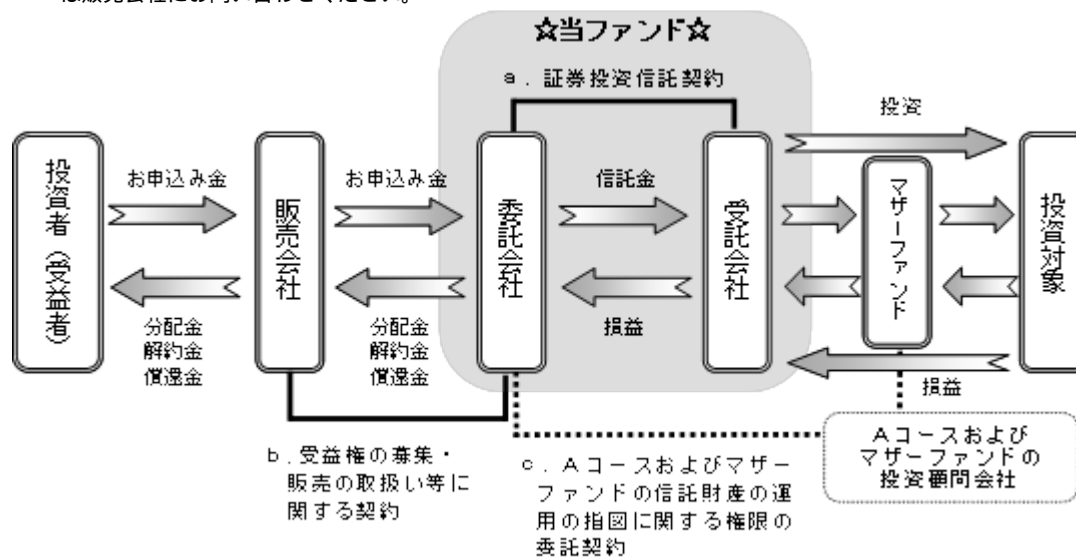 は販売会社にお問い合わせください。
☆当ファンド☆
a．証券投資信託契約
投資者（受益者）
お申込み金
分配金
解約金
償還金
販売会社
お申込み金
分配金
解約金
償還金
委託会社
信託金
損益
受託会社
投資
マザーファンド
損益
投資対象
b．受益権の募集・
販売の取扱い等に
関する契約
c．Aコースおよびマザー
ファンドの信託財産の運
用の指図に関する権限の
委託契約
Aコースおよび
マザーファンドの
投資顧問会社